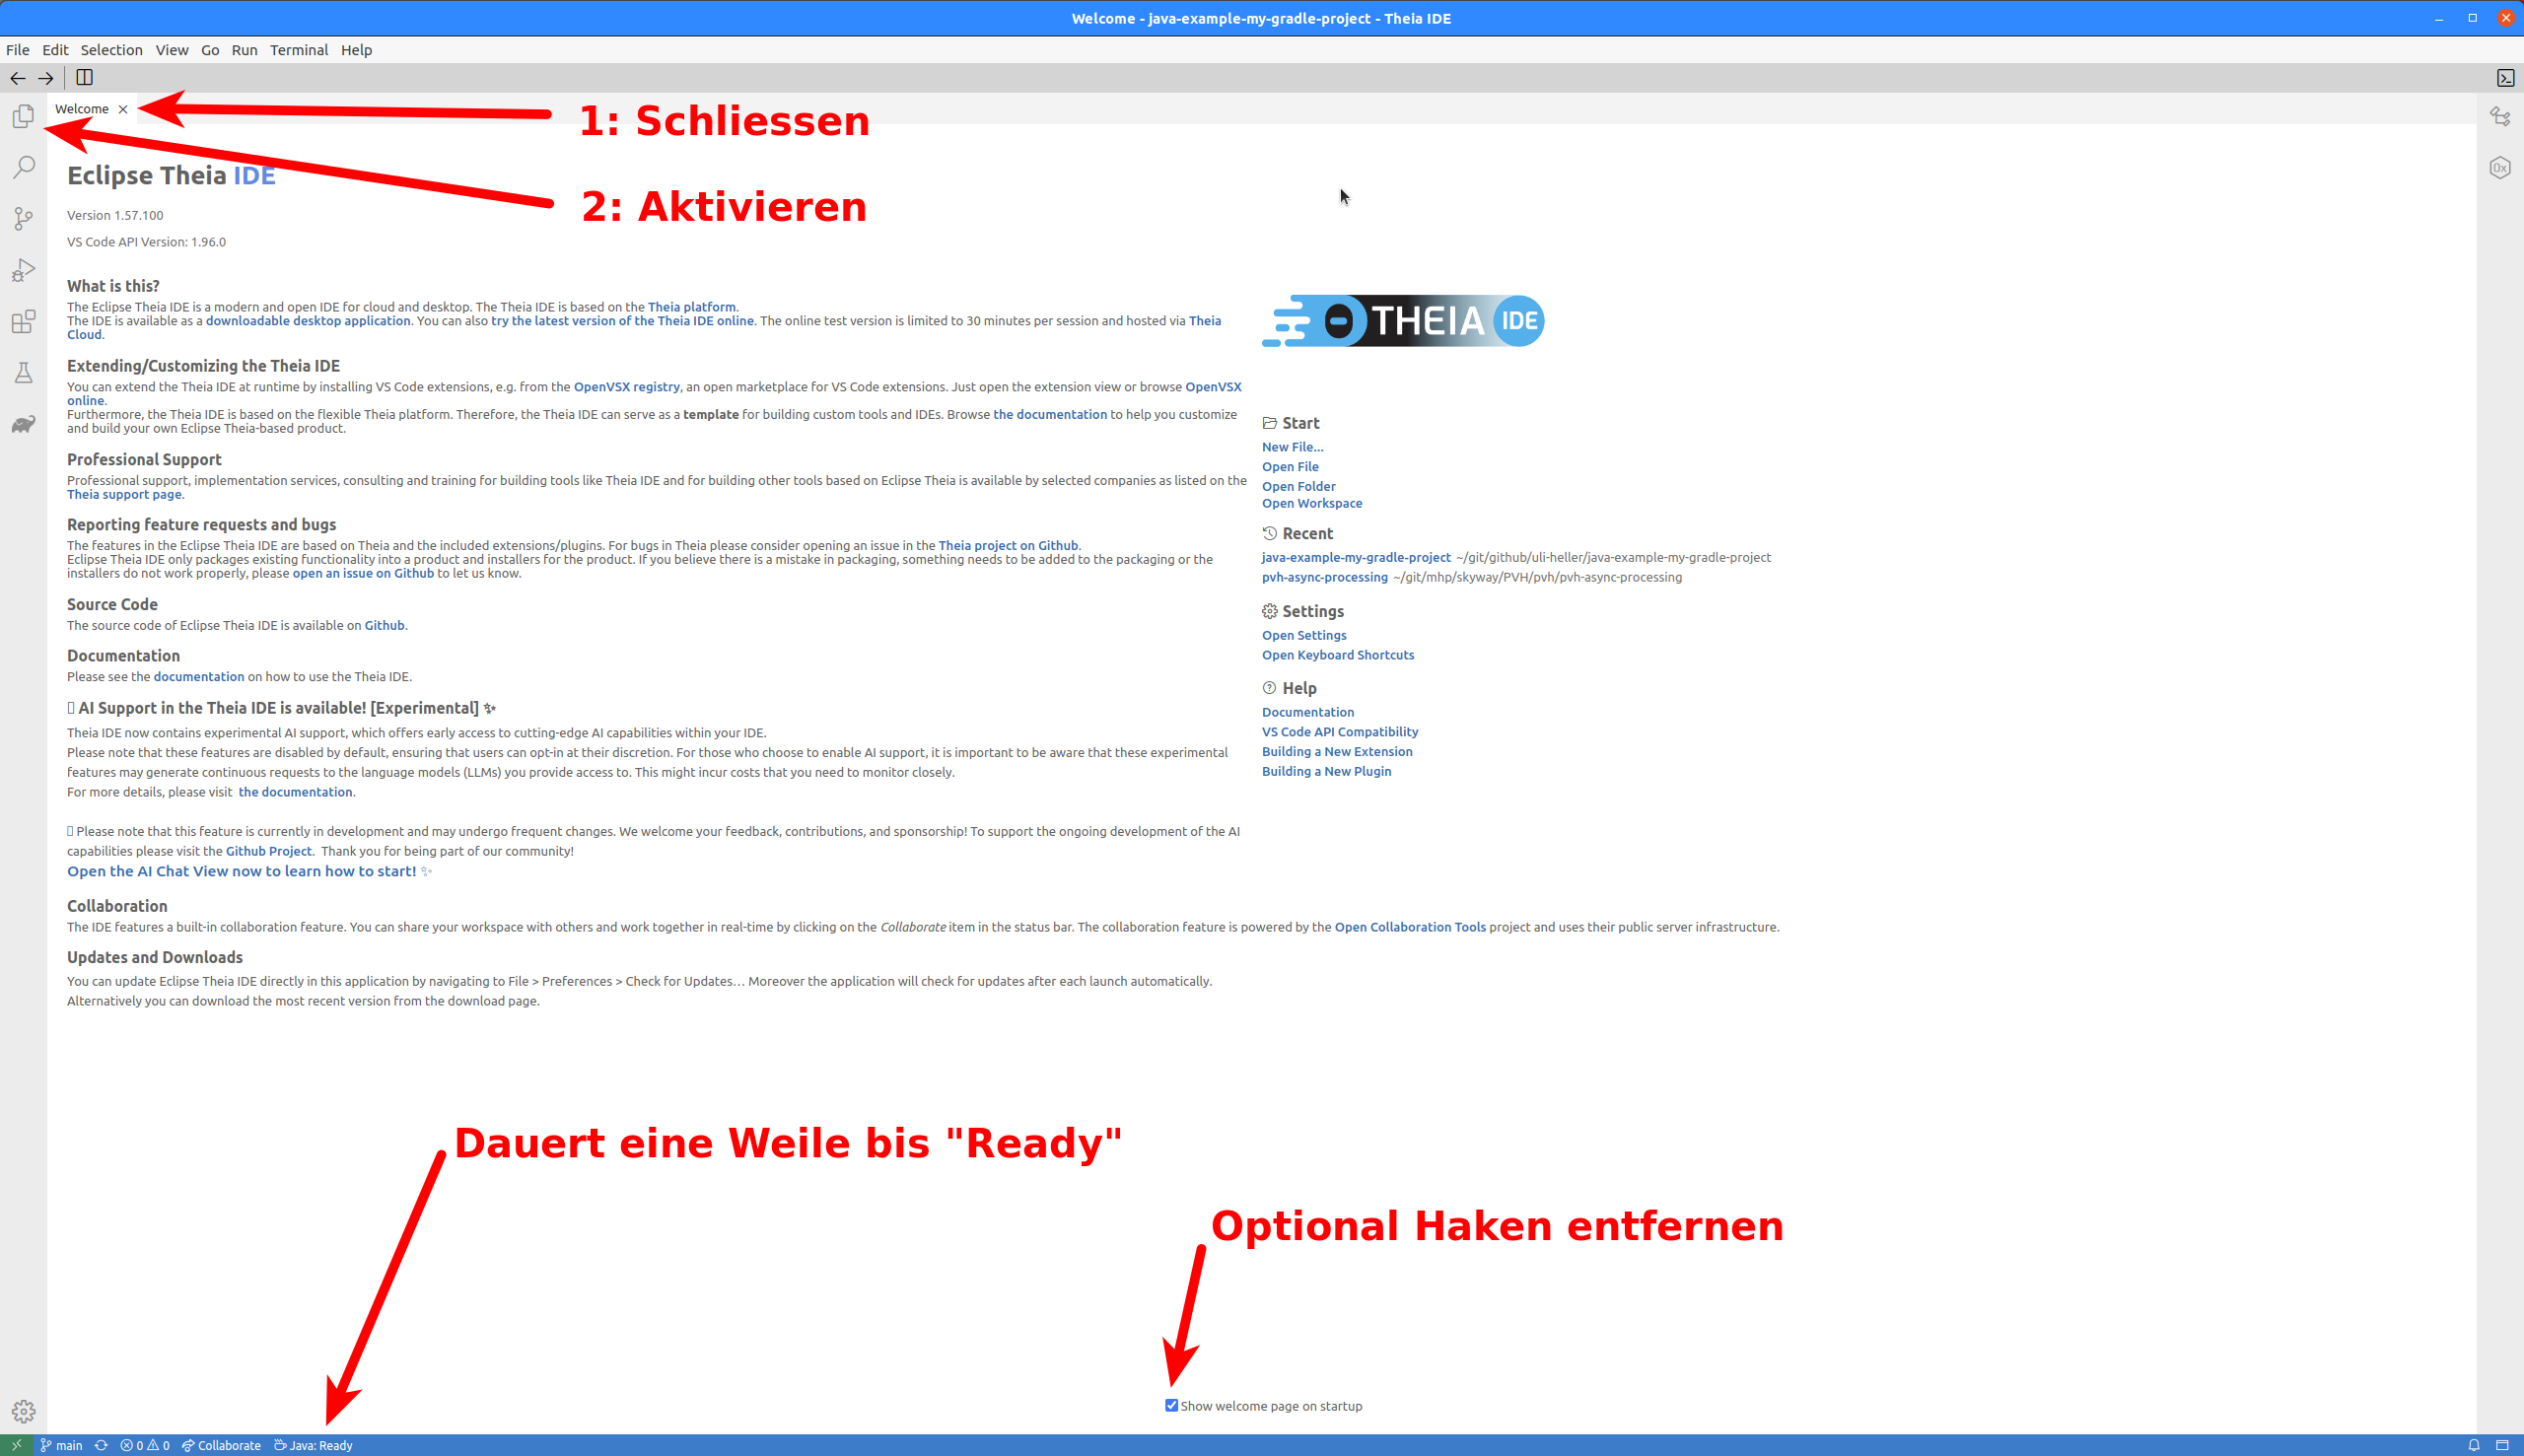 Welcome - java-example-my-gradle-project - Theia IDE
File Edit Selection View Go Run Terminal Help
Welcome
1: Schliessen
2: Aktivieren
Eclipse Theia IDE
Version 1.57.100
VS Code API Version: 1.96.0
What is this?
The Eclipse Theia IDE is a modern and open IDE for cloud and desktop. The Theia IDE is based on the Theia platform.
The IDE is available as a downloadable desktop application. You can also try the latest version of the Theia IDE online. The online test version is limited to 30 minutes per session and hosted via Theia
Cloud.
Extending/Customizing the Theia IDE
You can extend the Theia IDE at runtime by installing VS Code extensions, e.g. from the OpenVSX registry, an open marketplace for VS Code extensions. Just open the extension view or browse OpenVSX
online.
Furthermore, the Theia IDE is based on the flexible Theia platform. Therefore, the Theia IDE can serve as a template for building custom tools and IDEs. Browse the documentation to help you customize
and build your own Eclipse Theia-based product.
Professional Support
Professional support, implementation services, consulting and training for building tools like Theia IDE and for building other tools based on Eclipse Theia is available by selected companies as listed on the
Theia support page.
Reporting feature requests and bugs
The features in the Eclipse Theia IDE are based on Theia and the included extensions/plugins. For bugs in Theia please consider opening an issue in the Theia project on Github.
Eclipse Theia IDE only packages existing functionality into a product and installers for the product. If you believe there is a mistake in packaging, something needs to be added to the packaging or the
installers do not work properly, please open an issue on Github to let us know.
Source Code
The source code of Eclipse Theia IDE is available on Github.
Documentation
Please see the documentation on how to use the Theia IDE.
AI Support in the Theia IDE is available! [Experimental] ✨
Theia IDE now contains experimental AI support, which offers early access to cutting-edge AI capabilities within your IDE.
Please note that these features are disabled by default, ensuring that users can opt-in at their discretion. For those who choose to enable AI support, it is important to be aware that these experimental
features may generate continuous requests to the language models (LLMs) you provide access to. This might incur costs that you need to monitor closely.
For more details, please visit the documentation.
Please note that this feature is currently in development and may undergo frequent changes. We welcome your feedback, contributions, and sponsorship! To support the ongoing development of the AI
capabilities please visit the Github Project. Thank you for being part of our community!
Open the AI Chat View now to learn how to start! ✨
THEIA IDE
Start
New File...
Open File
Open Folder
Open Workspace
Recent
java-example-my-gradle-project ~/git/github/uli-heller/java-example-my-gradle-project
pvh-async-processing ~/git/mhp/skyway/PVH/pvh/pvh-async-processing
Settings
Open Settings
Open Keyboard Shortcuts
Help
Documentation
VS Code API Compatibility
Building a New Extension
Building a New Plugin
0x
Collaboration
The IDE features a built-in collaboration feature. You can share your workspace with others and work together in real-time by clicking on the Collaborate item in the status bar. The collaboration feature is powered by the Open Collaboration Tools project and uses their public server infrastructure.
Updates and Downloads
You can update Eclipse Theia IDE directly in this application by navigating to File > Preferences > Check for Updates… Moreover the application will check for updates after each launch automatically.
Alternatively you can download the most recent version from the download page.
Dauert eine Weile bis "Ready"
Optional Haken entfernen
Show welcome page on startup
main 0 0 Collaborate Java: Ready